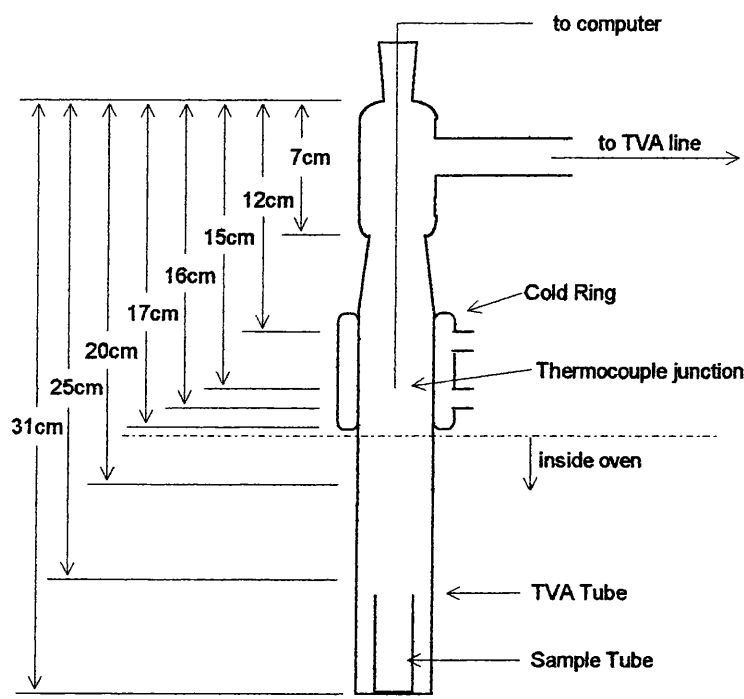 to computer
to TVA line
7cm
12cm
15cm
16cm
17cm
20cm
25cm
31cm
Cold Ring
Thermocouple junction
inside oven
TVA Tube
Sample Tube